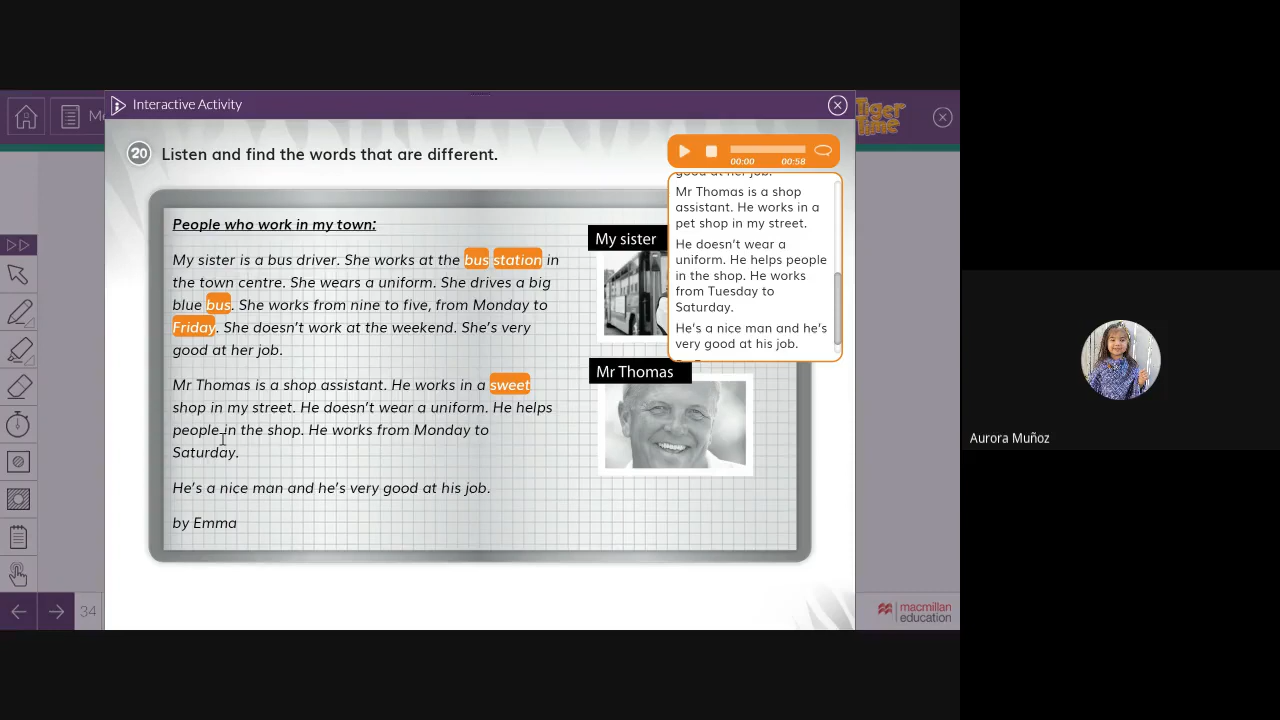 Interactive Activity
Me
Tiger
Time
20
Listen and find the words that are different.
00:00
00:58
good at her job.
Mr Thomas is a shop
assistant. He works in a
pet shop in my street.
He doesn't wear a
uniform. He helps people
in the shop. He works
from Tuesday to
Saturday.
He's a nice man and he's
very good at his job.
People who work in my town:
My sister is a bus driver. She works at the bus station in
the town centre. She wears a uniform. She drives a big
blue bus. She works from nine to five, from Monday to
Friday. She doesn't work at the weekend. She's very
good at her job.
Mr Thomas is a shop assistant. He works in a sweet
shop in my street. He doesn't wear a uniform. He helps
people in the shop. He works from Monday to
Saturday.
He's a nice man and he's very good at his job.
by Emma
My sister
Mr Thomas
34
macmillan
education
Aurora Muñoz